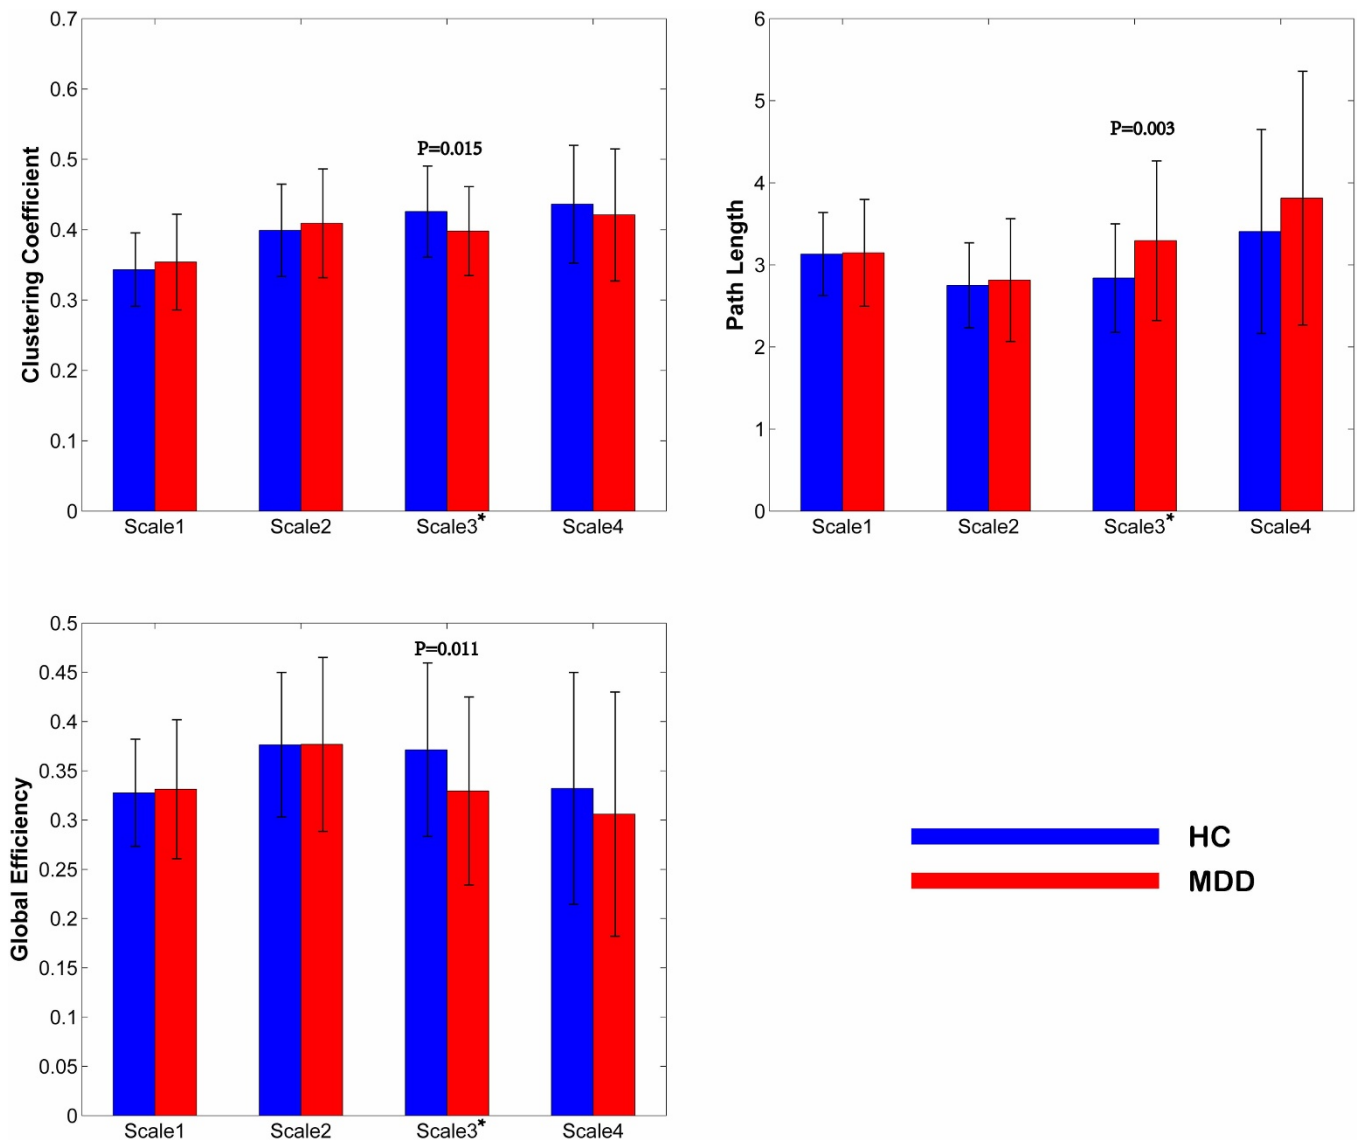 0.7
0.6
0.5
0.4
0.3
0.2
0.1
0
Clustering Coefficient
P=0.015
Scale1 Scale2 Scale3* Scale4
6
5
4
3
2
1
0
Path Length
P=0.003
Scale1 Scale2 Scale3* Scale4
0.5
0.45
0.4
0.35
0.3
0.25
0.2
0.15
0.1
0.05
0
Global Efficiency
P=0.011
Scale1 Scale2 Scale3* Scale4
HC
MDD